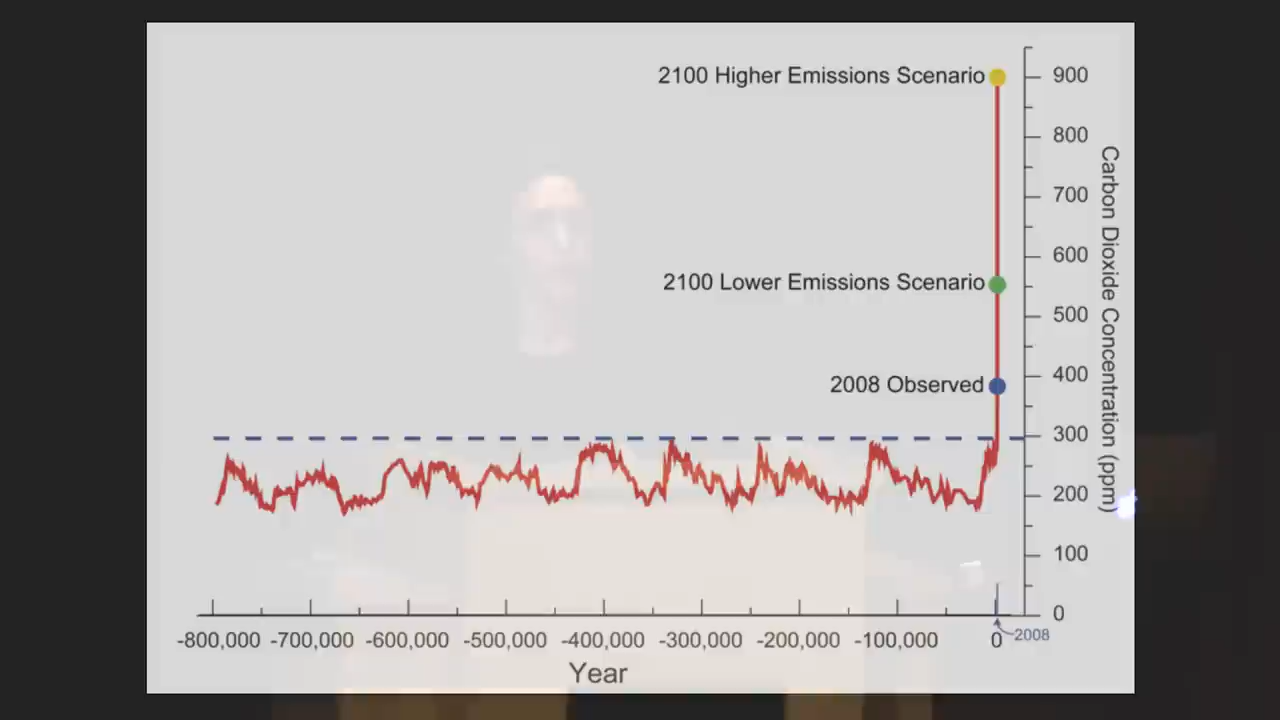 2100 Higher Emissions Scenario
2100 Lower Emissions Scenario
2008 Observed
900
800
700
600
500
400
300
200
100
0
Carbon Dioxide Concentration (ppm)
-800,000 -700,000 -600,000 -500,000 -400,000 -300,000 -200,000 -100,000 0
2008
Year